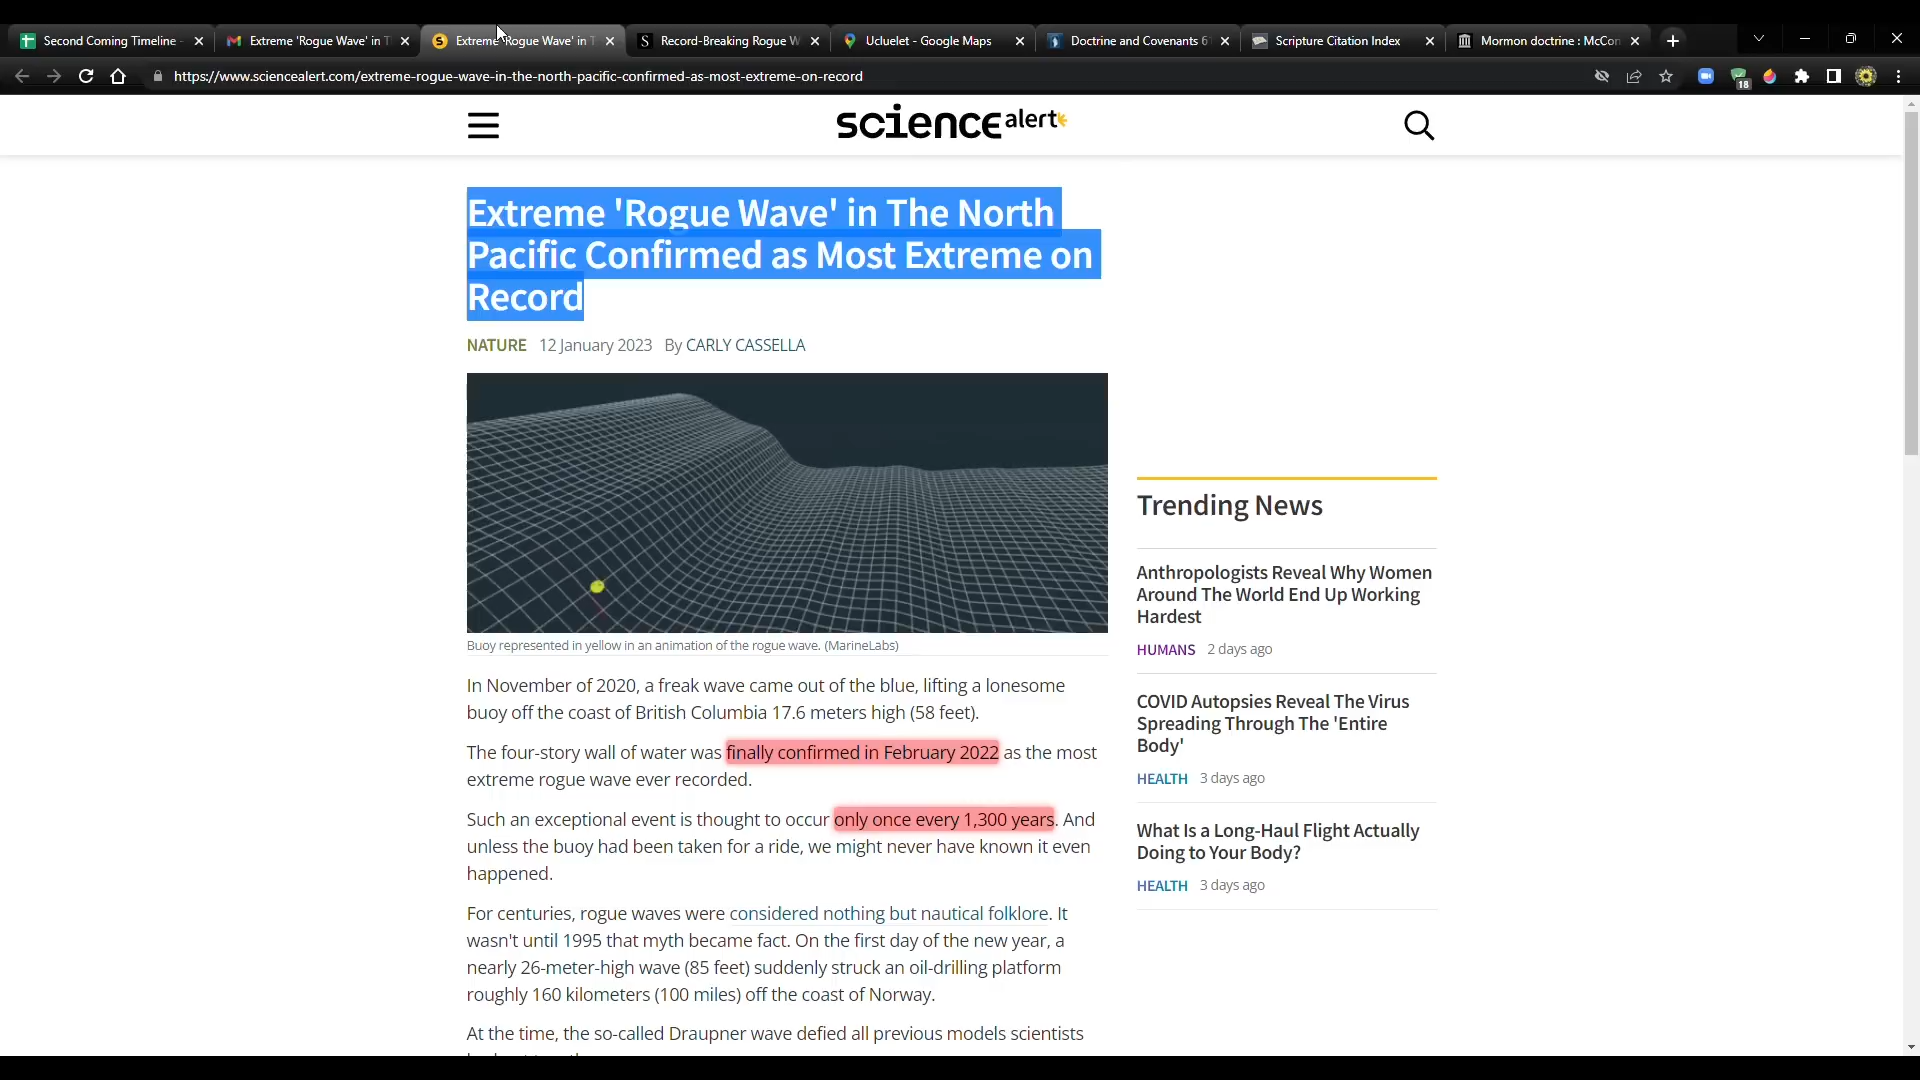 Second Coming Timeline -
Extreme 'Rogue Wave' in T
Extreme 'Rogue Wave' in T
Record-Breaking Rogue W
Ucluelet - Google Maps
Doctrine and Covenants 6
Scripture Citation Index
Mormon doctrine : McCon
https://www.sciencealert.com/extreme-rogue-wave-in-the-north-pacific-confirmed-as-most-extreme-on-record
18
science alert
Extreme 'Rogue Wave' in The North
Pacific Confirmed as Most Extreme on
Record
NATURE 12 January 2023 By CARLY CASSELLA
Buoy represented in yellow in an animation of the rogue wave. (MarineLabs)
In November of 2020, a freak wave came out of the blue, lifting a lonesome
buoy off the coast of British Columbia 17.6 meters high (58 feet).
The four-story wall of water was finally confirmed in February 2022 as the most
extreme rogue wave ever recorded.
Such an exceptional event is thought to occur only once every 1,300 years. And
unless the buoy had been taken for a ride, we might never have known it even
happened.
For centuries, rogue waves were considered nothing but nautical folklore. It
wasn't until 1995 that myth became fact. On the first day of the new year, a
nearly 26-meter-high wave (85 feet) suddenly struck an oil-drilling platform
roughly 160 kilometers (100 miles) off the coast of Norway.
At the time, the so-called Draupner wave defied all previous models scientists
Trending News
Anthropologists Reveal Why Women
Around The World End Up Working
Hardest
HUMANS 2 days ago
COVID Autopsies Reveal The Virus
Spreading Through The 'Entire
Body'
HEALTH 3 days ago
What Is a Long-Haul Flight Actually
Doing to Your Body?
HEALTH 3 days ago